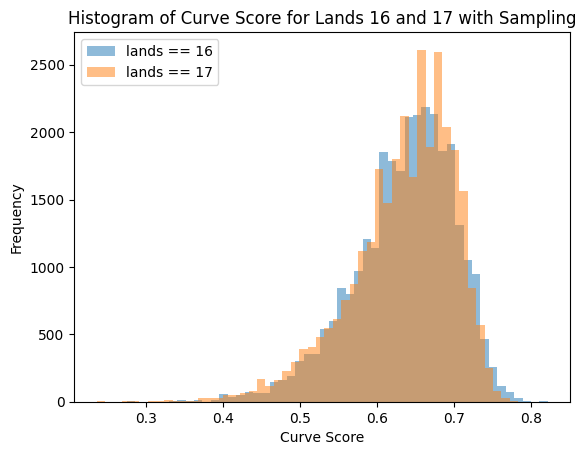 Histogram of Curve Score for Lands 16 and 17 with Sampling
lands == 16
lands == 17
2500
2000
1500
1000
500
0
Frequency
0.3 0.4 0.5 0.6 0.7 0.8
Curve Score